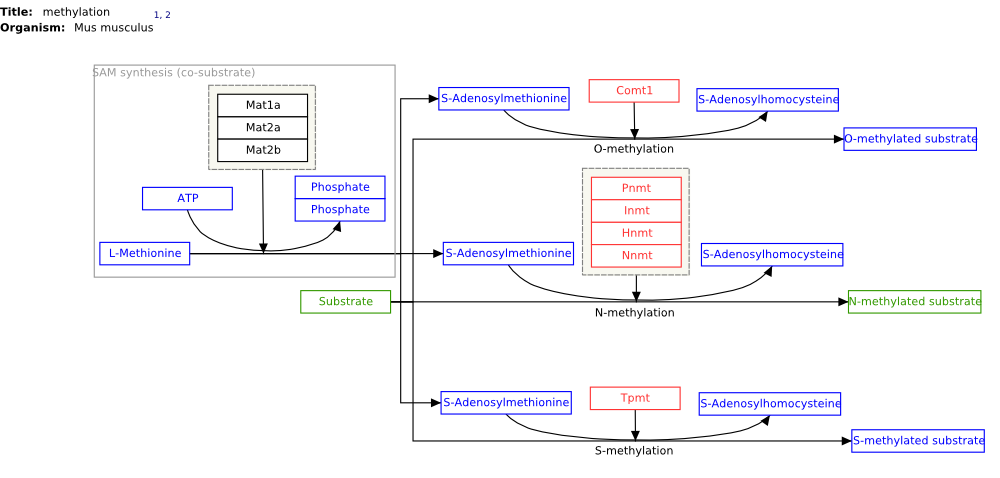 Title: methylation 1, 2
Organism: Mus musculus
SAM synthesis (co-substrate)
Mat1a
Mat2a
Mat2b
ATP
Phosphate
Phosphate
L-Methionine
Substrate
S-Adenosylmethionine
Comt1
S-Adenosylhomocysteine
O-methylated substrate
O-methylation
Pnmt
Inmt
Hnmt
Nnmt
S-Adenosylmethionine
S-Adenosylhomocysteine
N-methylated substrate
N-methylation
S-Adenosylmethionine
Tpmt
S-Adenosylhomocysteine
S-methylated substrate
S-methylation